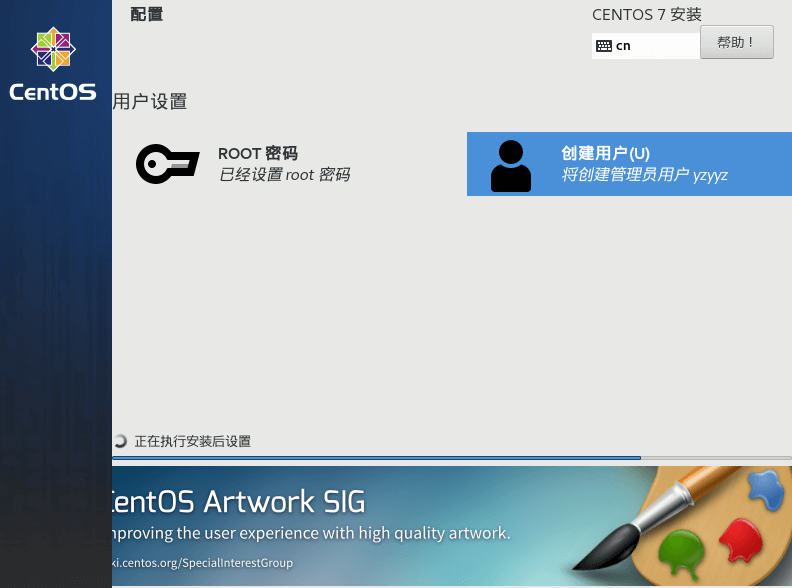 配置
CENTOS 7 安装
cn
帮助！
CentOS
用户设置
ROOT 密码
已经设置 root 密码
创建用户(U)
将创建管理员用户 yzyyz
正在执行安装后设置
CentOS Artwork SIG
mproving the user experience with high quality artwork.
ki.centos.org/SpecialInterestGroup